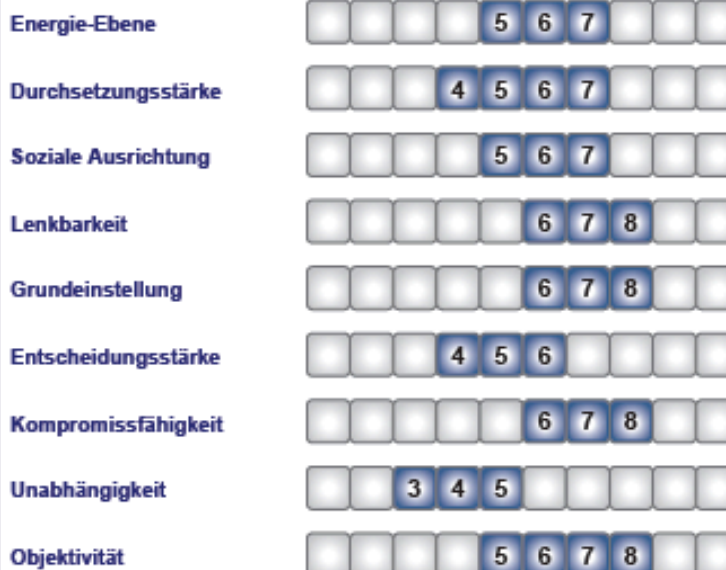 Energie-Ebene 5 6 7
Durchsetzungsstärke 4 5 6 7
Soziale Ausrichtung 5 6 7
Lenkbarkeit 6 7 8
Grundeinstellung 6 7 8
Entscheidungsstärke 4 5 6
Kompromissfähigkeit 6 7 8
Unabhängigkeit 3 4 5
Objektivität 5 6 7 8